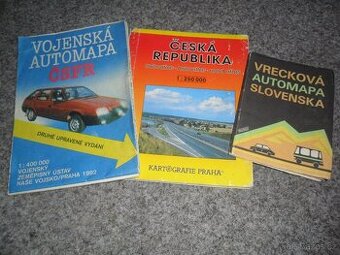 VOJENSKÁ
AUTOMAPA
ČSFR
DRUHÉ UPRAVENÉ VYDÁNÍ
1:400 000
VOJENSKÝ
ZEMĚPISNÝ ÚSTAV
NAŠE VOJSKO/PRAHA 1992
ČESKÁ
REPUBLIKA
1:250 000
KARTOGRAFIE PRAHA
VRECKOVÁ
AUTOMAPA
SLOVENSKA